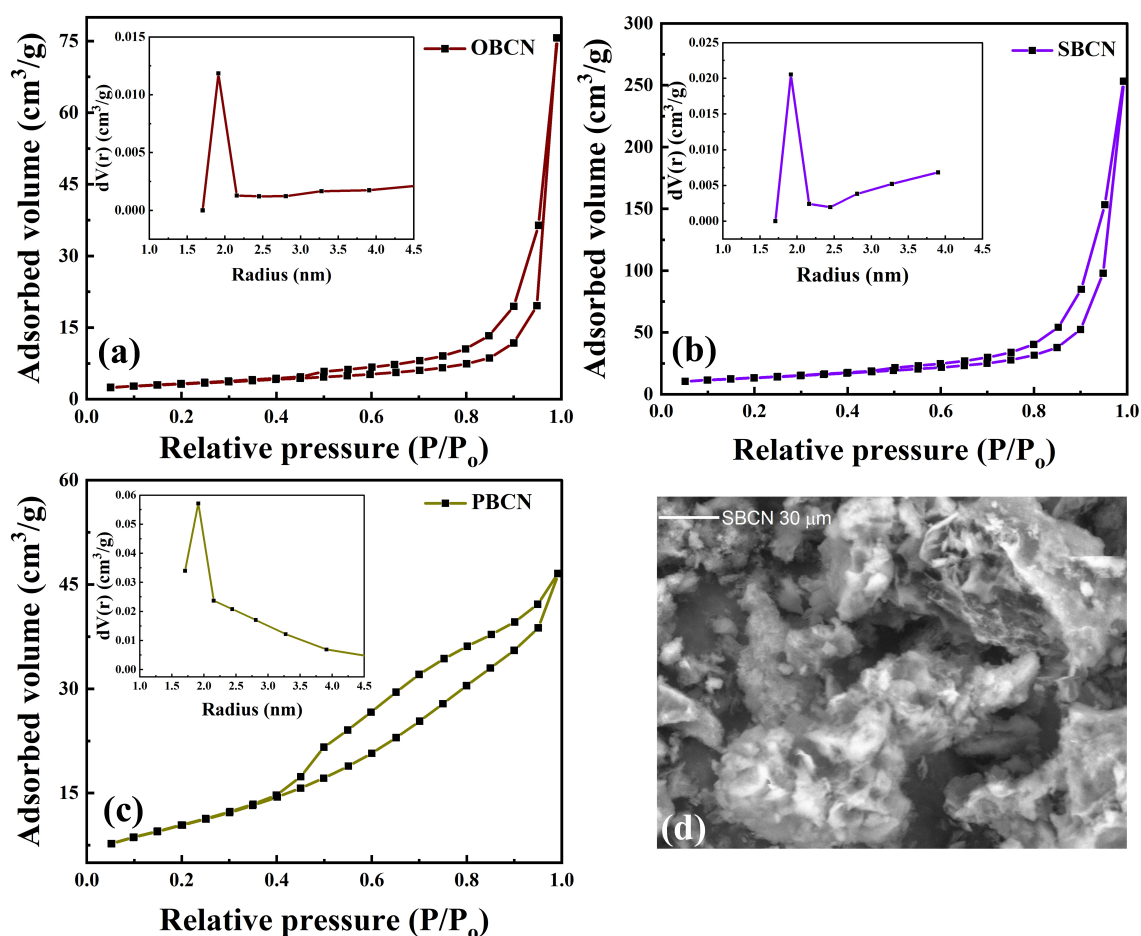 OBCN
Adsorbed volume (cm³/g)
75
60
45
30
15
0
0.0 0.2 0.4 0.6 0.8 1.0
Relative pressure (P/Pₒ)
(a)
dV(r) (cm³/g)
0.015
0.010
0.005
0.000
1.0 1.5 2.0 2.5 3.0 3.5 4.0 4.5
Radius (nm)
SBCN
Adsorbed volume (cm³/g)
300
250
200
150
100
50
0
0.0 0.2 0.4 0.6 0.8 1.0
Relative pressure (P/Pₒ)
(b)
dV(r) (cm³/g)
0.025
0.020
0.015
0.010
0.005
0.000
1.0 1.5 2.0 2.5 3.0 3.5 4.0 4.5
Radius (nm)
PBCN
Adsorbed volume (cm³/g)
60
45
30
15
0.0 0.2 0.4 0.6 0.8 1.0
Relative pressure (P/Pₒ)
(c)
dV(r) (cm³/g)
0.06
0.05
0.04
0.03
0.02
0.01
0.00
1.0 1.5 2.0 2.5 3.0 3.5 4.0 4.5
Radius (nm)
SBCN 30 µm
(d)